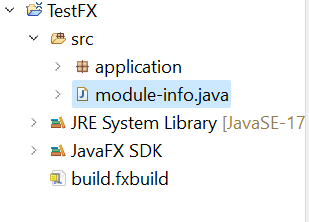 TestFX
src
application
module-info.java
JRE System Library [JavaSE-17
JavaFX SDK
build.fxbuild